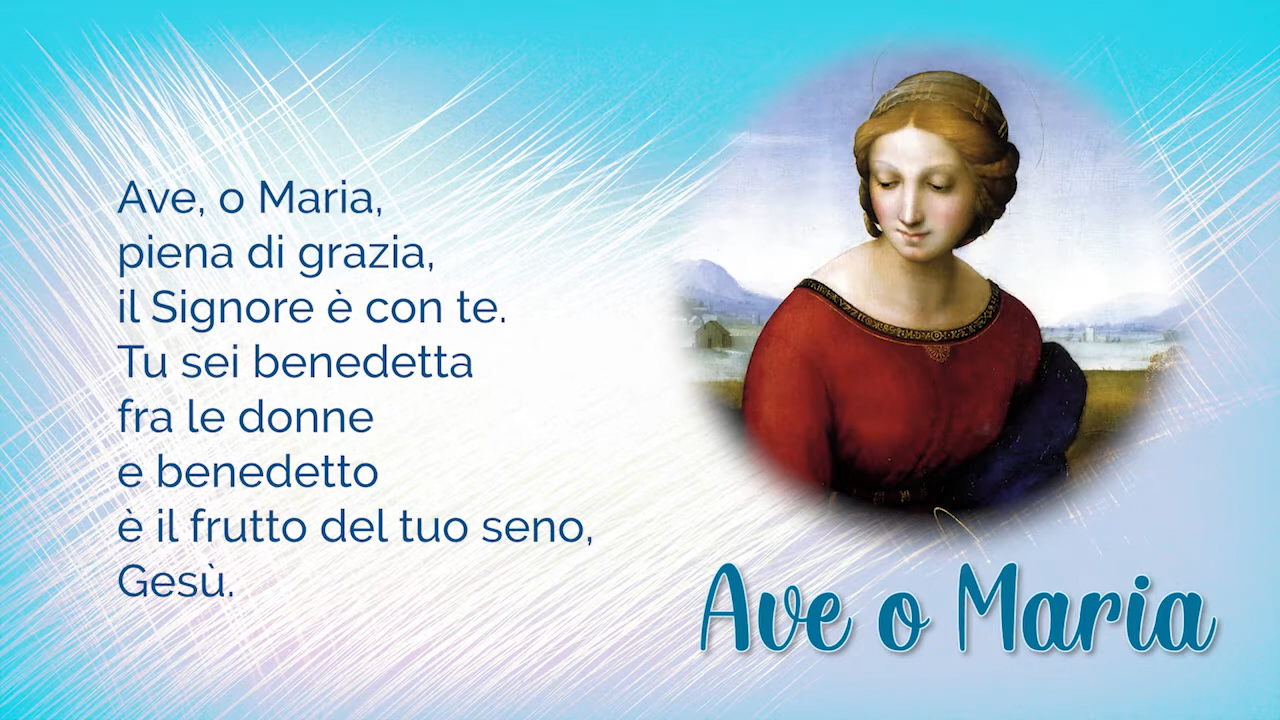 Ave, o Maria,
piena di grazia,
il Signore è con te.
Tu sei benedetta
fra le donne
e benedetto
è il frutto del tuo seno,
Gesù.
Ave o Maria